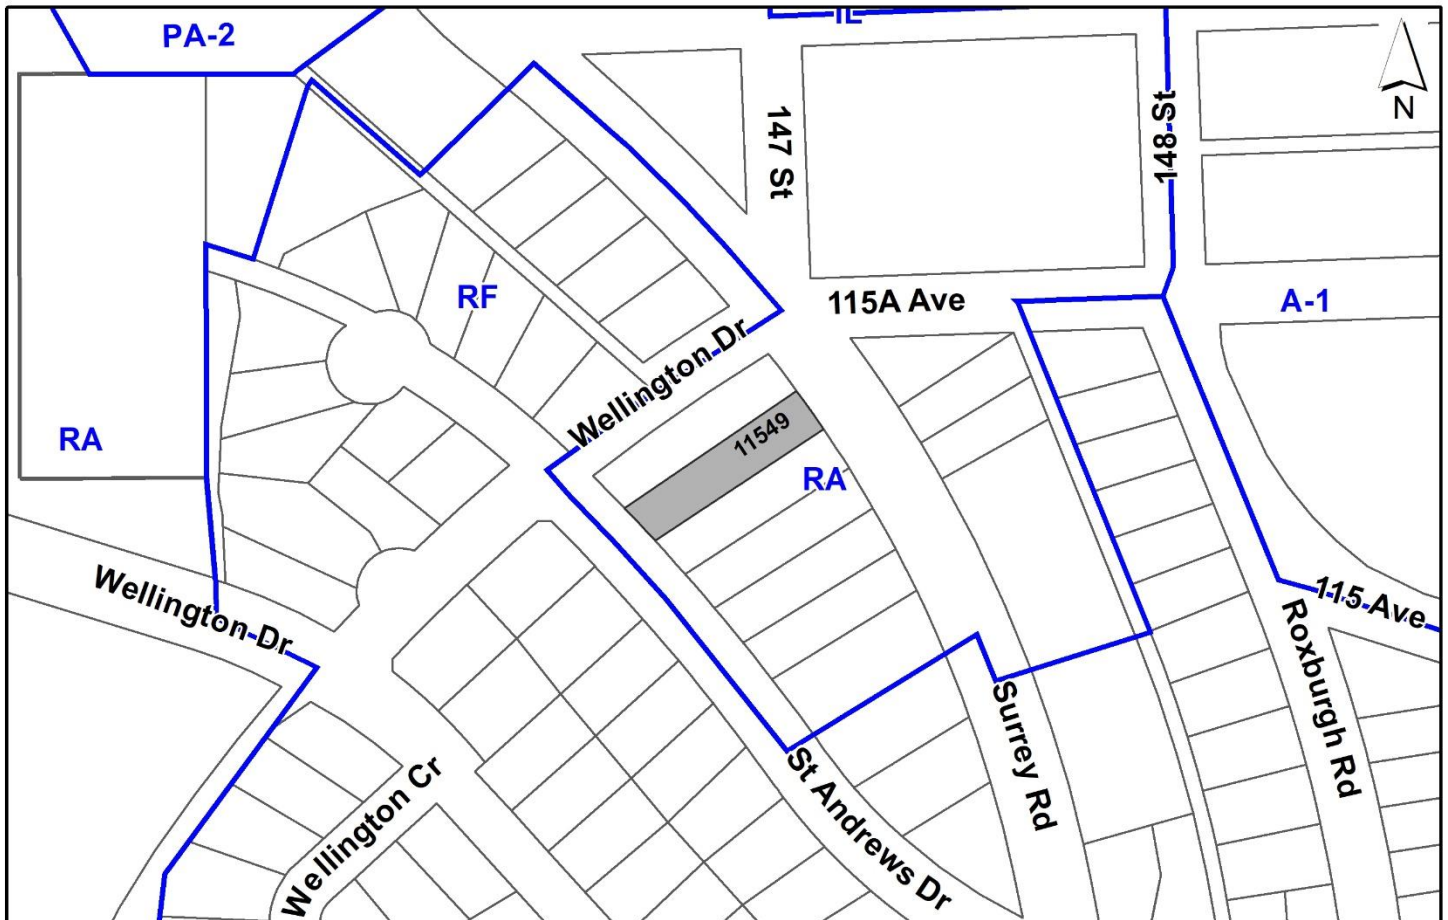 PA-2
IL
N
147 St
148 St
RF
115A Ave
A-1
Wellington Dr
11549
RA
RA
Wellington Dr
115 Ave
Roxburgh Rd
Surrey Rd
St Andrews Dr
Wellington Cr